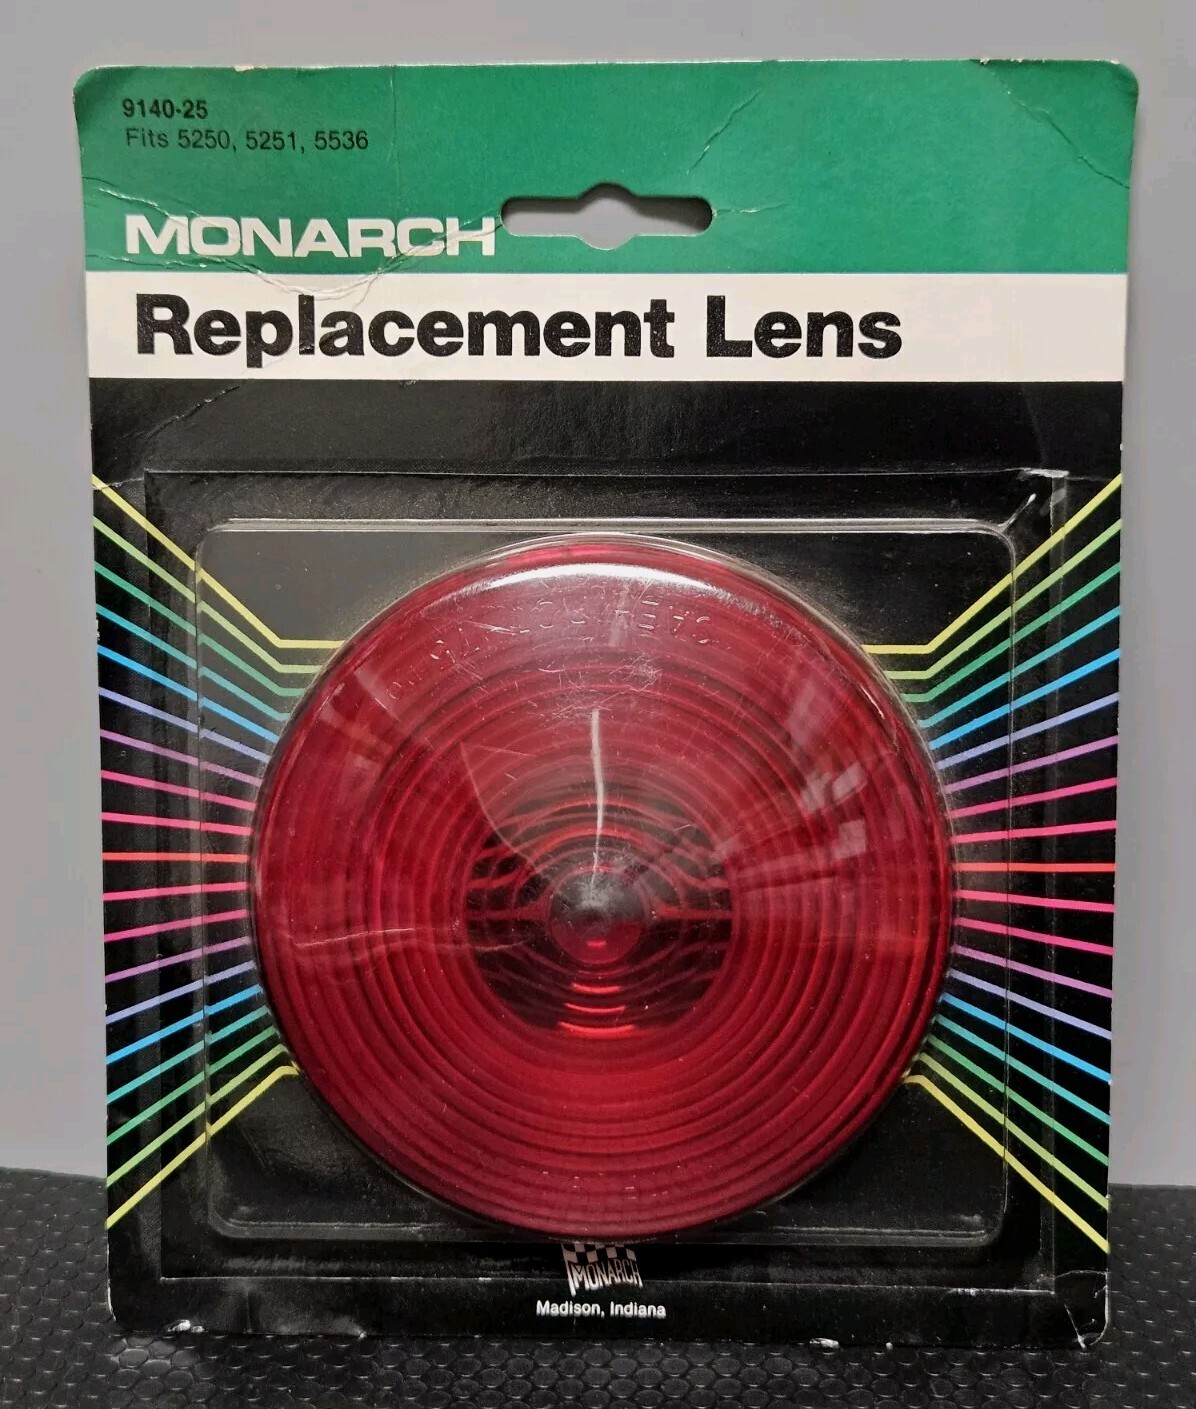 9140-25
Fits 5250, 5251, 5536
MONARCH
Replacement Lens
MONARCH
Madison, Indiana